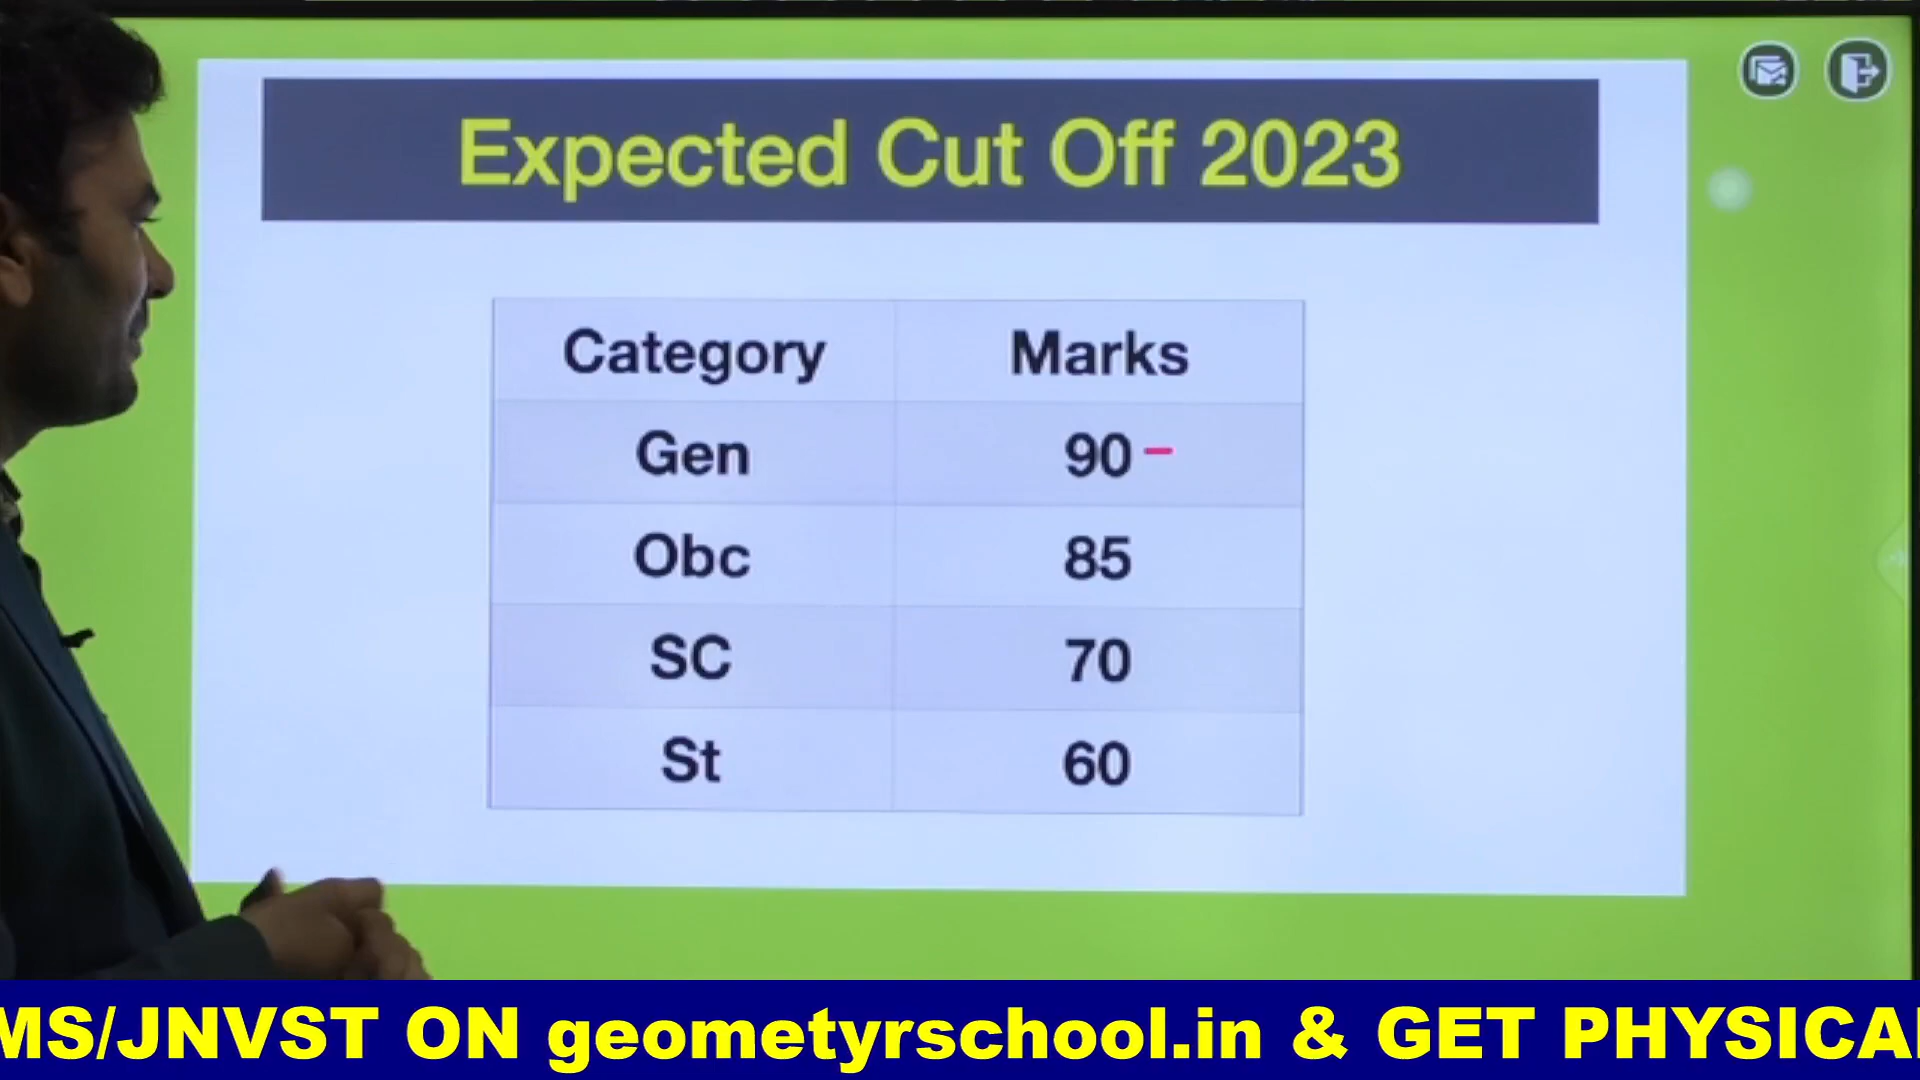 Expected Cut Off 2023
Category Marks
Gen 90
Obc 85
SC 70
St 60
MS/JNVST ON geometyrschool.in & GET PHYSICA